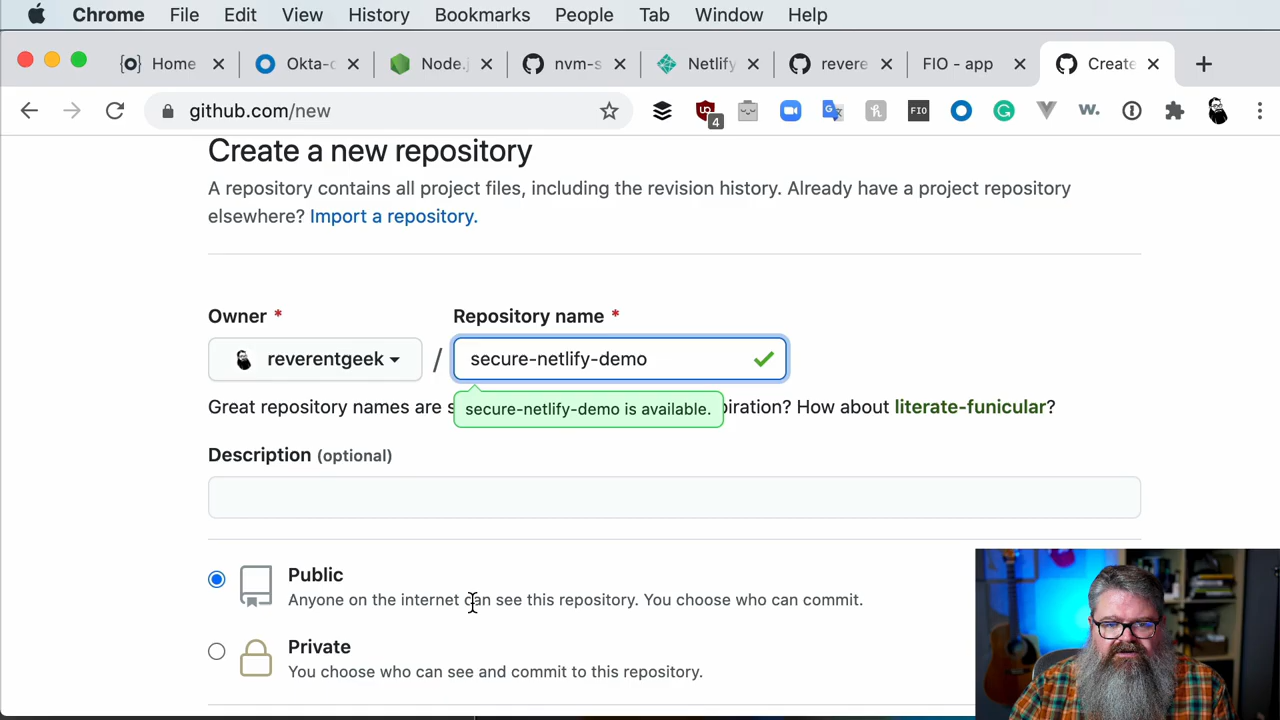 Chrome File Edit View History Bookmarks People Tab Window Help
Home Okta-c Node.j nvm-s Netlify revere FIO - app Create
github.com/new
4
FIO
w.
Create a new repository
A repository contains all project files, including the revision history. Already have a project repository
elsewhere? Import a repository.
Owner * Repository name *
reverentgeek / secure-netlify-demo
Great repository names are s secure-netlify-demo is available. iration? How about literate-funicular?
Description (optional)
Public
Anyone on the internet can see this repository. You choose who can commit.
Private
You choose who can see and commit to this repository.